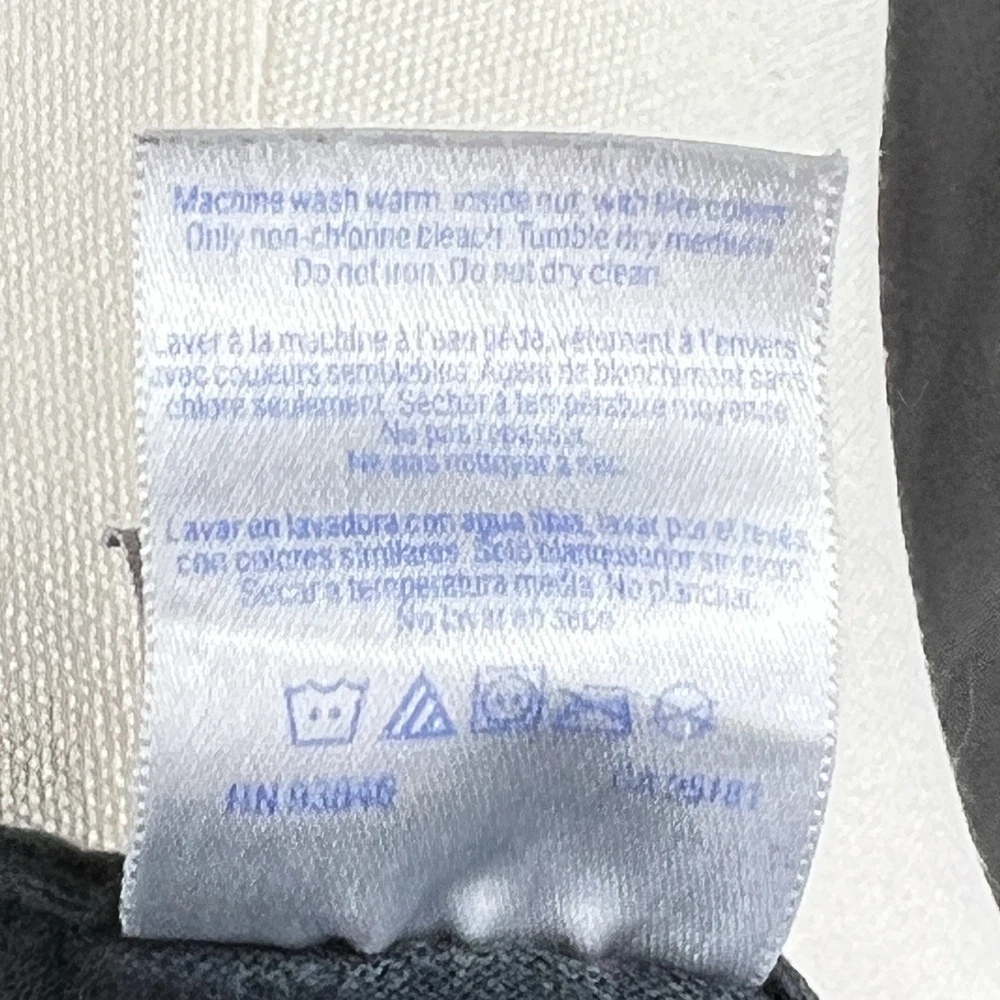 Machine wash warm, inside out, with like colors
Only non-chlorine bleach. Tumble dry medium
Do not iron. Do not dry clean
Laver à la machine à l'eau tiède, vêtement à l'envers
avec couleurs semblables. Agent de blanchiment sans
chlore seulement. Sécher à température moyenne
Ne pas repasser.
Ne pas nettoyer à sec.
Lavar en lavadora con agua tibia, lavar por el revés,
con colores similares. Solo blanqueador sin cloro.
Secar a temperatura media. No planchar.
No lavar en seco
RN
CA